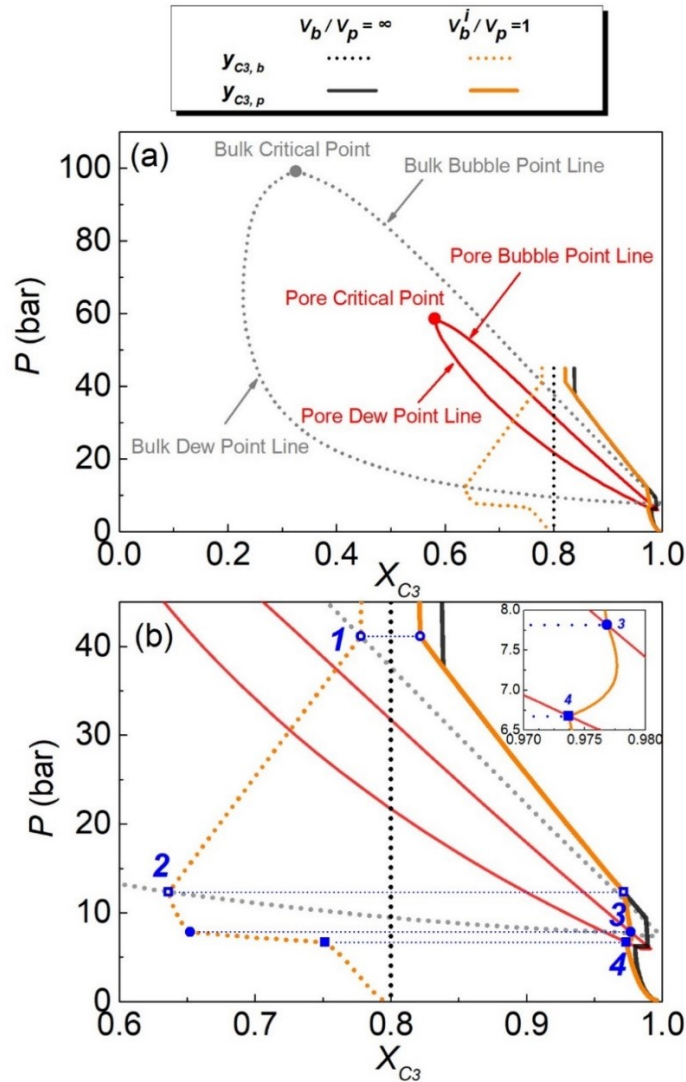 V_b / V_p = ∞ V_b^i / V_p =1
y_C3, b
y_C3, p
(a)
Bulk Critical Point
Bulk Bubble Point Line
Pore Bubble Point Line
Pore Critical Point
Pore Dew Point Line
Bulk Dew Point Line
P (bar)
100
80
60
40
20
0
0.0 0.2 0.4 0.6 0.8 1.0
X_C3
(b)
1
2
3
4
P (bar)
40
30
20
10
0
8.0
7.5
7.0
6.5
3
4
0.970 0.975 0.980
0.6 0.7 0.8 0.9 1.0
X_C3